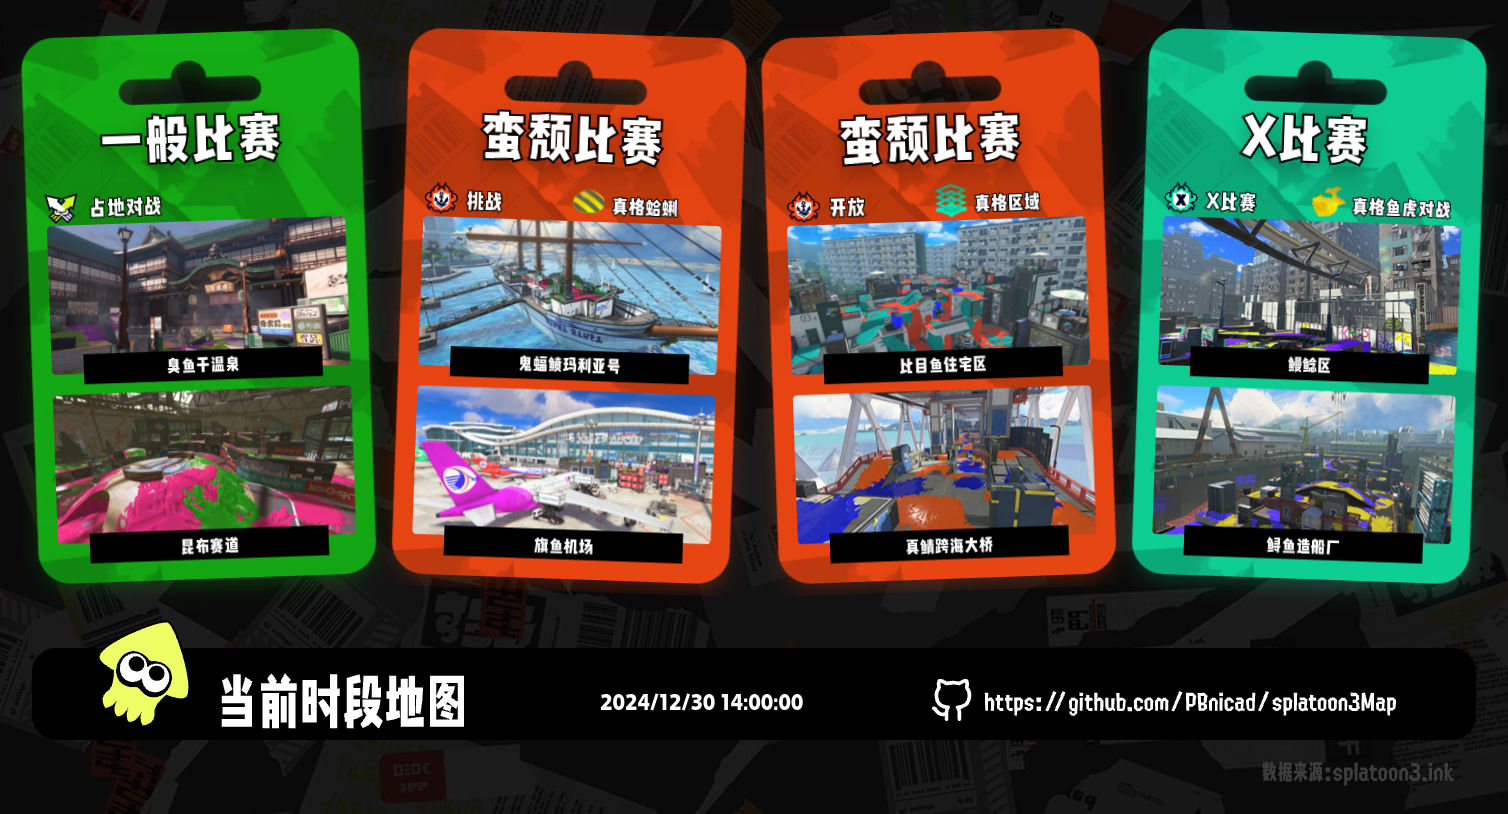 一般比赛
占地对战
臭鱼干温泉
昆布赛道
蛮颓比赛
挑战
真格蛤蜊
鬼蝠鲼玛利亚号
旗鱼机场
蛮颓比赛
开放
真格区域
比目鱼住宅区
真鲭跨海大桥
X比赛
X比赛
真格鱼虎对战
鳗鲶区
鲟鱼造船厂
当前时段地图
2024/12/30 14:00:00
https://github.com/PBnicad/splatoon3Map
数据来源:splatoon3.ink